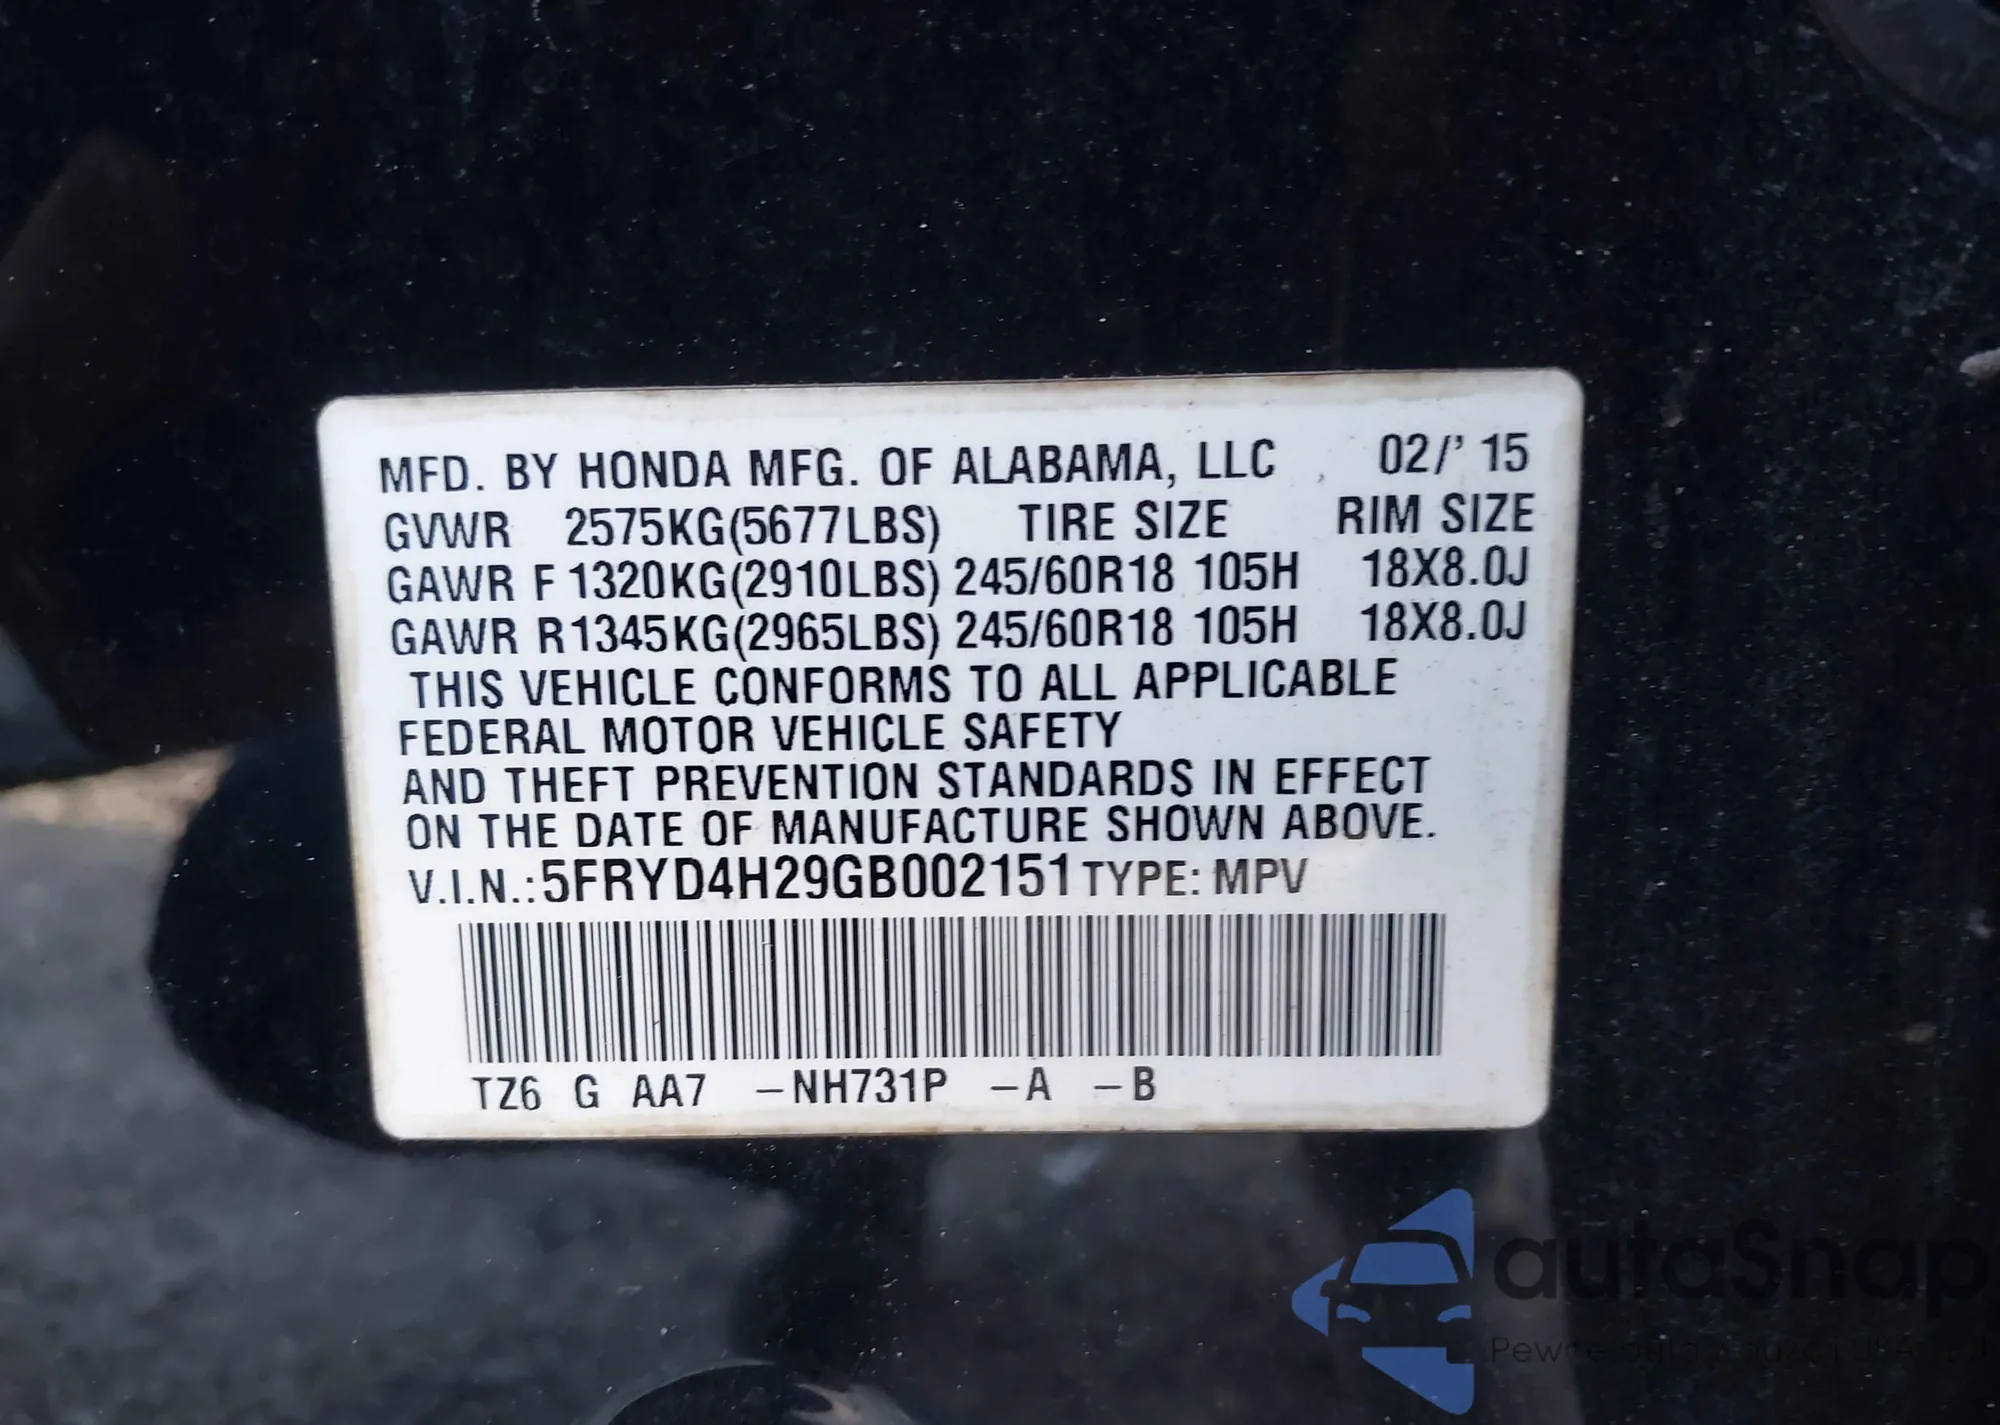 MFD. BY HONDA MFG. OF ALABAMA, LLC , 02/' 15
GVWR 2575KG(5677LBS) TIRE SIZE RIM SIZE
GAWR F 1320KG(2910LBS) 245/60R18 105H 18X8.0J
GAWR R1345KG(2965LBS) 245/60R18 105H 18X8.0J
THIS VEHICLE CONFORMS TO ALL APPLICABLE
FEDERAL MOTOR VEHICLE SAFETY
AND THEFT PREVENTION STANDARDS IN EFFECT
ON THE DATE OF MANUFACTURE SHOWN ABOVE.
V.I.N.:5FRYD4H29GB002151 TYPE: MPV
TZ6 G AA7 -NH731P -A -B
autaSnap
Pewne auta